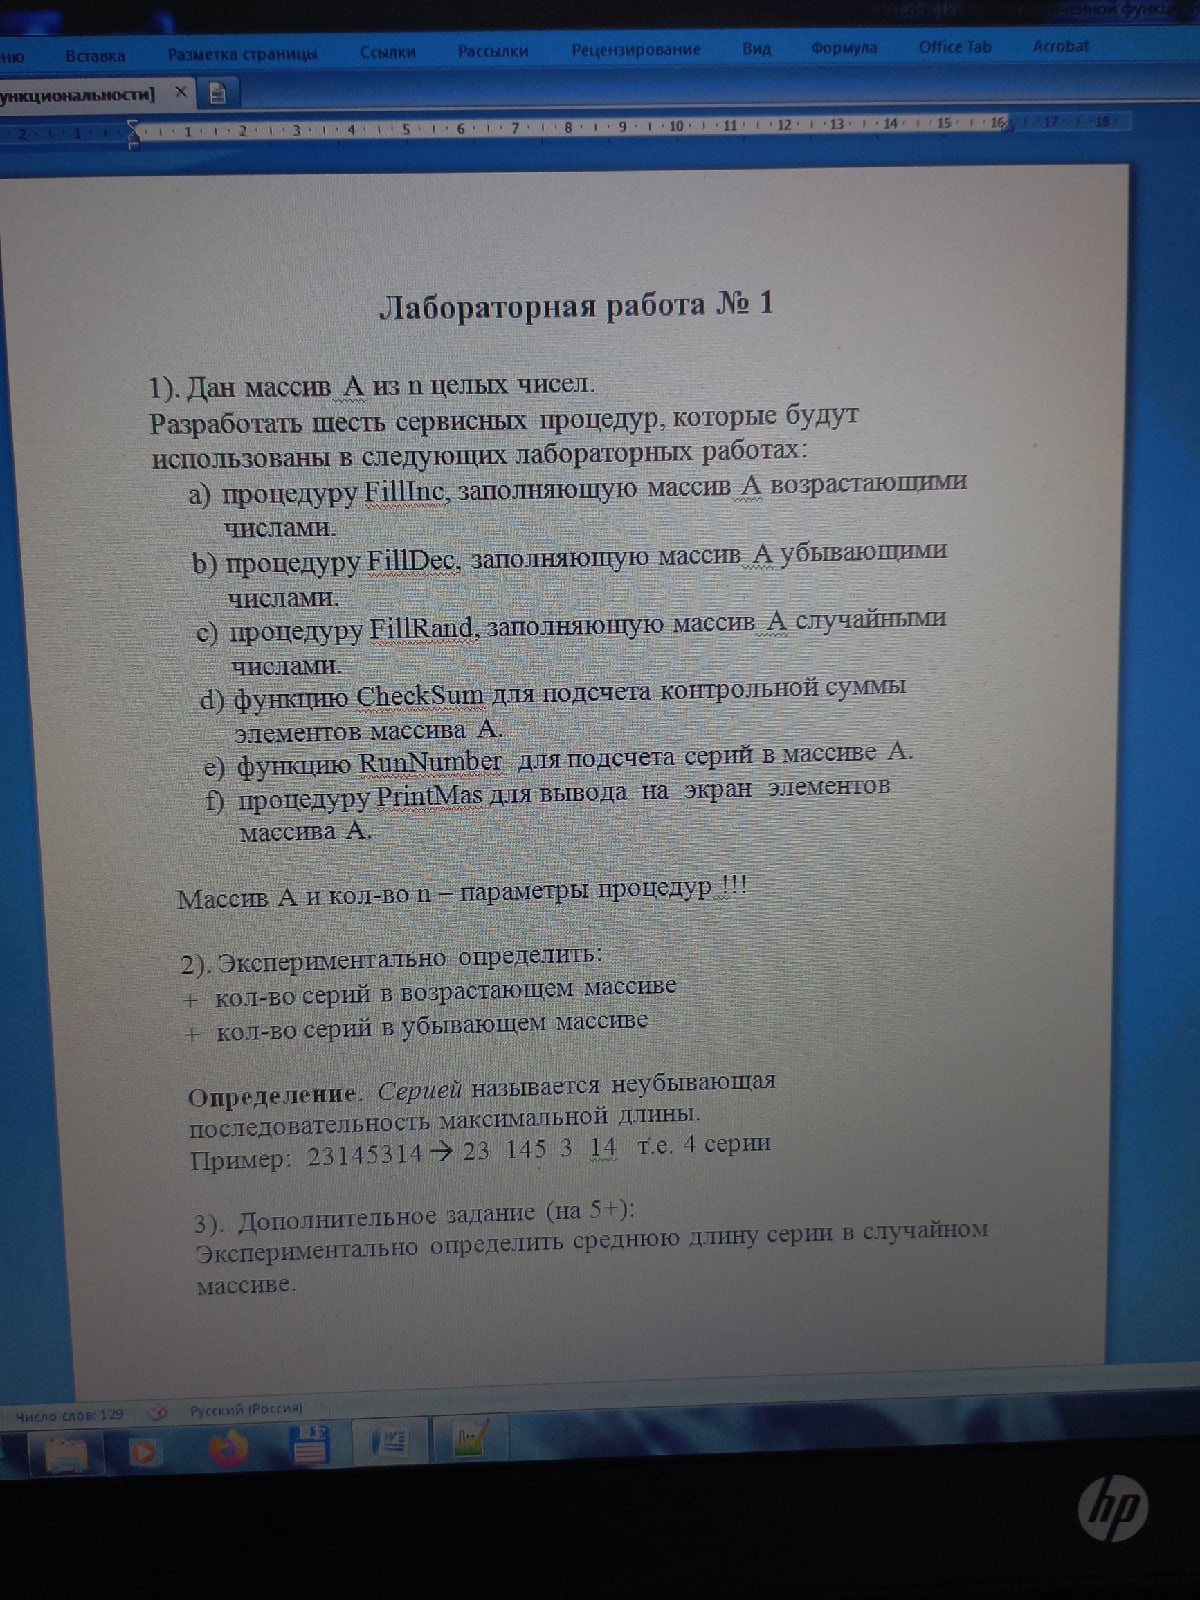 Вставка Разметка страницы Ссылки Рассылки Рецензирование Вид Формула Office Tab Acrobat
2 1 1 2 3 4 5 6 7 8 9 10 11 12 13 14 15 16 17 18
Лабораторная работа № 1
1). Дан массив А из n целых чисел.
Разработать шесть сервисных процедур, которые будут
использованы в следующих лабораторных работах:
a) процедуру FillInc, заполняющую массив А возрастающими
числами.
b) процедуру FillDec, заполняющую массив А убывающими
числами.
c) процедуру FillRand, заполняющую массив А случайными
числами.
d) функцию CheckSum для подсчета контрольной суммы
элементов массива А.
e) функцию RunNumber для подсчета серий в массиве А.
f) процедуру PrintMas для вывода на экран элементов
массива А.
Массив А и кол-во n – параметры процедур !!!
2). Экспериментально определить:
+ кол-во серий в возрастающем массиве
+ кол-во серий в убывающем массиве
Определение. Серией называется неубывающая
последовательность максимальной длины.
Пример: 23145314 → 23 145 3 14 т.е. 4 серии
3). Дополнительное задание (на 5+):
Экспериментально определить среднюю длину серии в случайном
массиве.
Число слов: 129 Русский (Россия)
hp